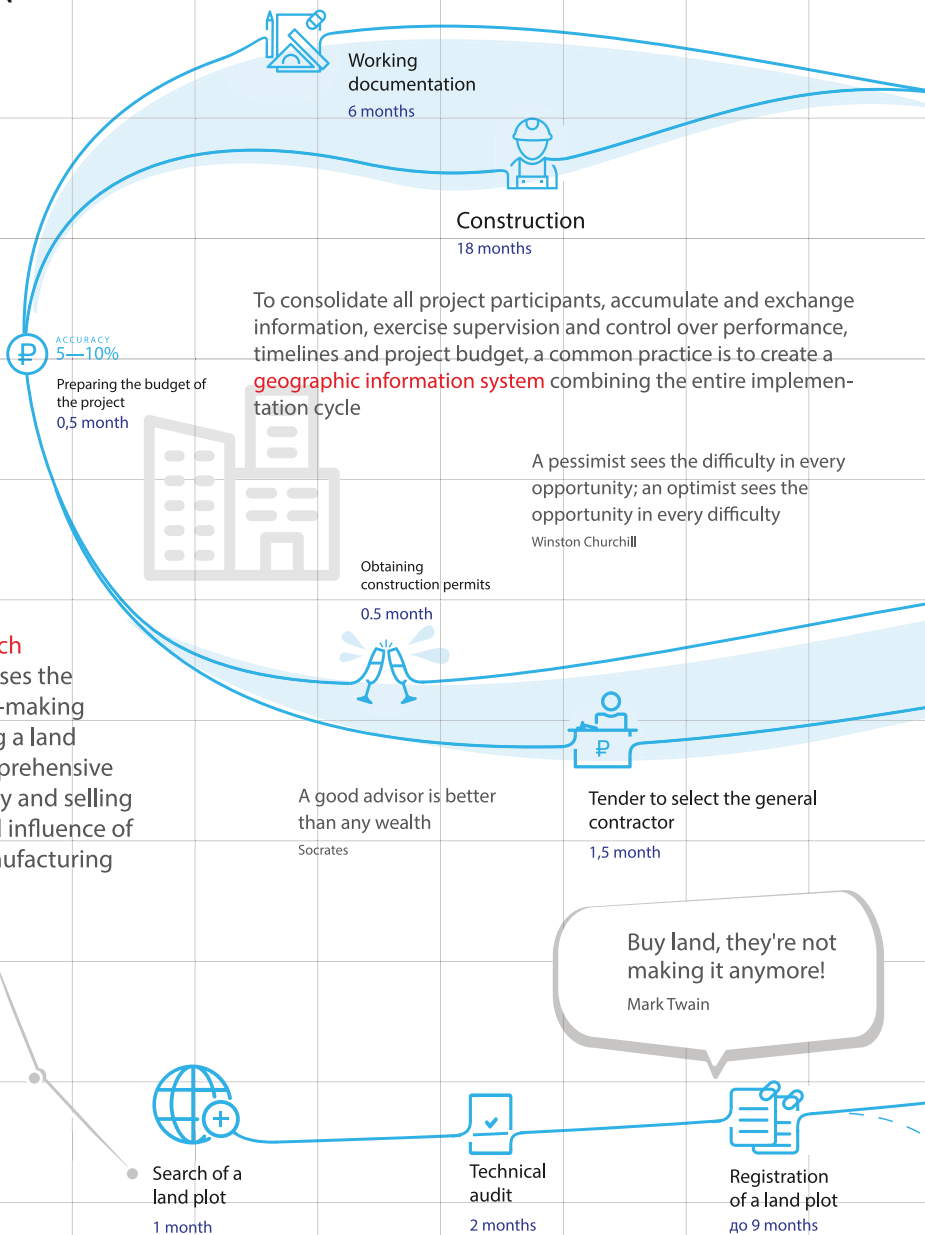 Working
documentation
6 months
Construction
18 months
To consolidate all project participants, accumulate and exchange
information, exercise supervision and control over performance,
timelines and project budget, a common practice is to create a
geographic information system combining the entire implemen-
tation cycle
₽
ACCURACY
5—10%
Preparing the budget of
the project
0,5 month
A pessimist sees the difficulty in every
opportunity; an optimist sees the
opportunity in every difficulty
Winston Churchill
Obtaining
construction permits
0.5 month
ch
ses the
-making
g a land
prehensive
y and selling
l influence of
nufacturing
₽
A good advisor is better
than any wealth
Socrates
Tender to select the general
contractor
1,5 month
Buy land, they're not
making it anymore!
Mark Twain
Search of a
land plot
1 month
Technical
audit
2 months
Registration
of a land plot
до 9 months